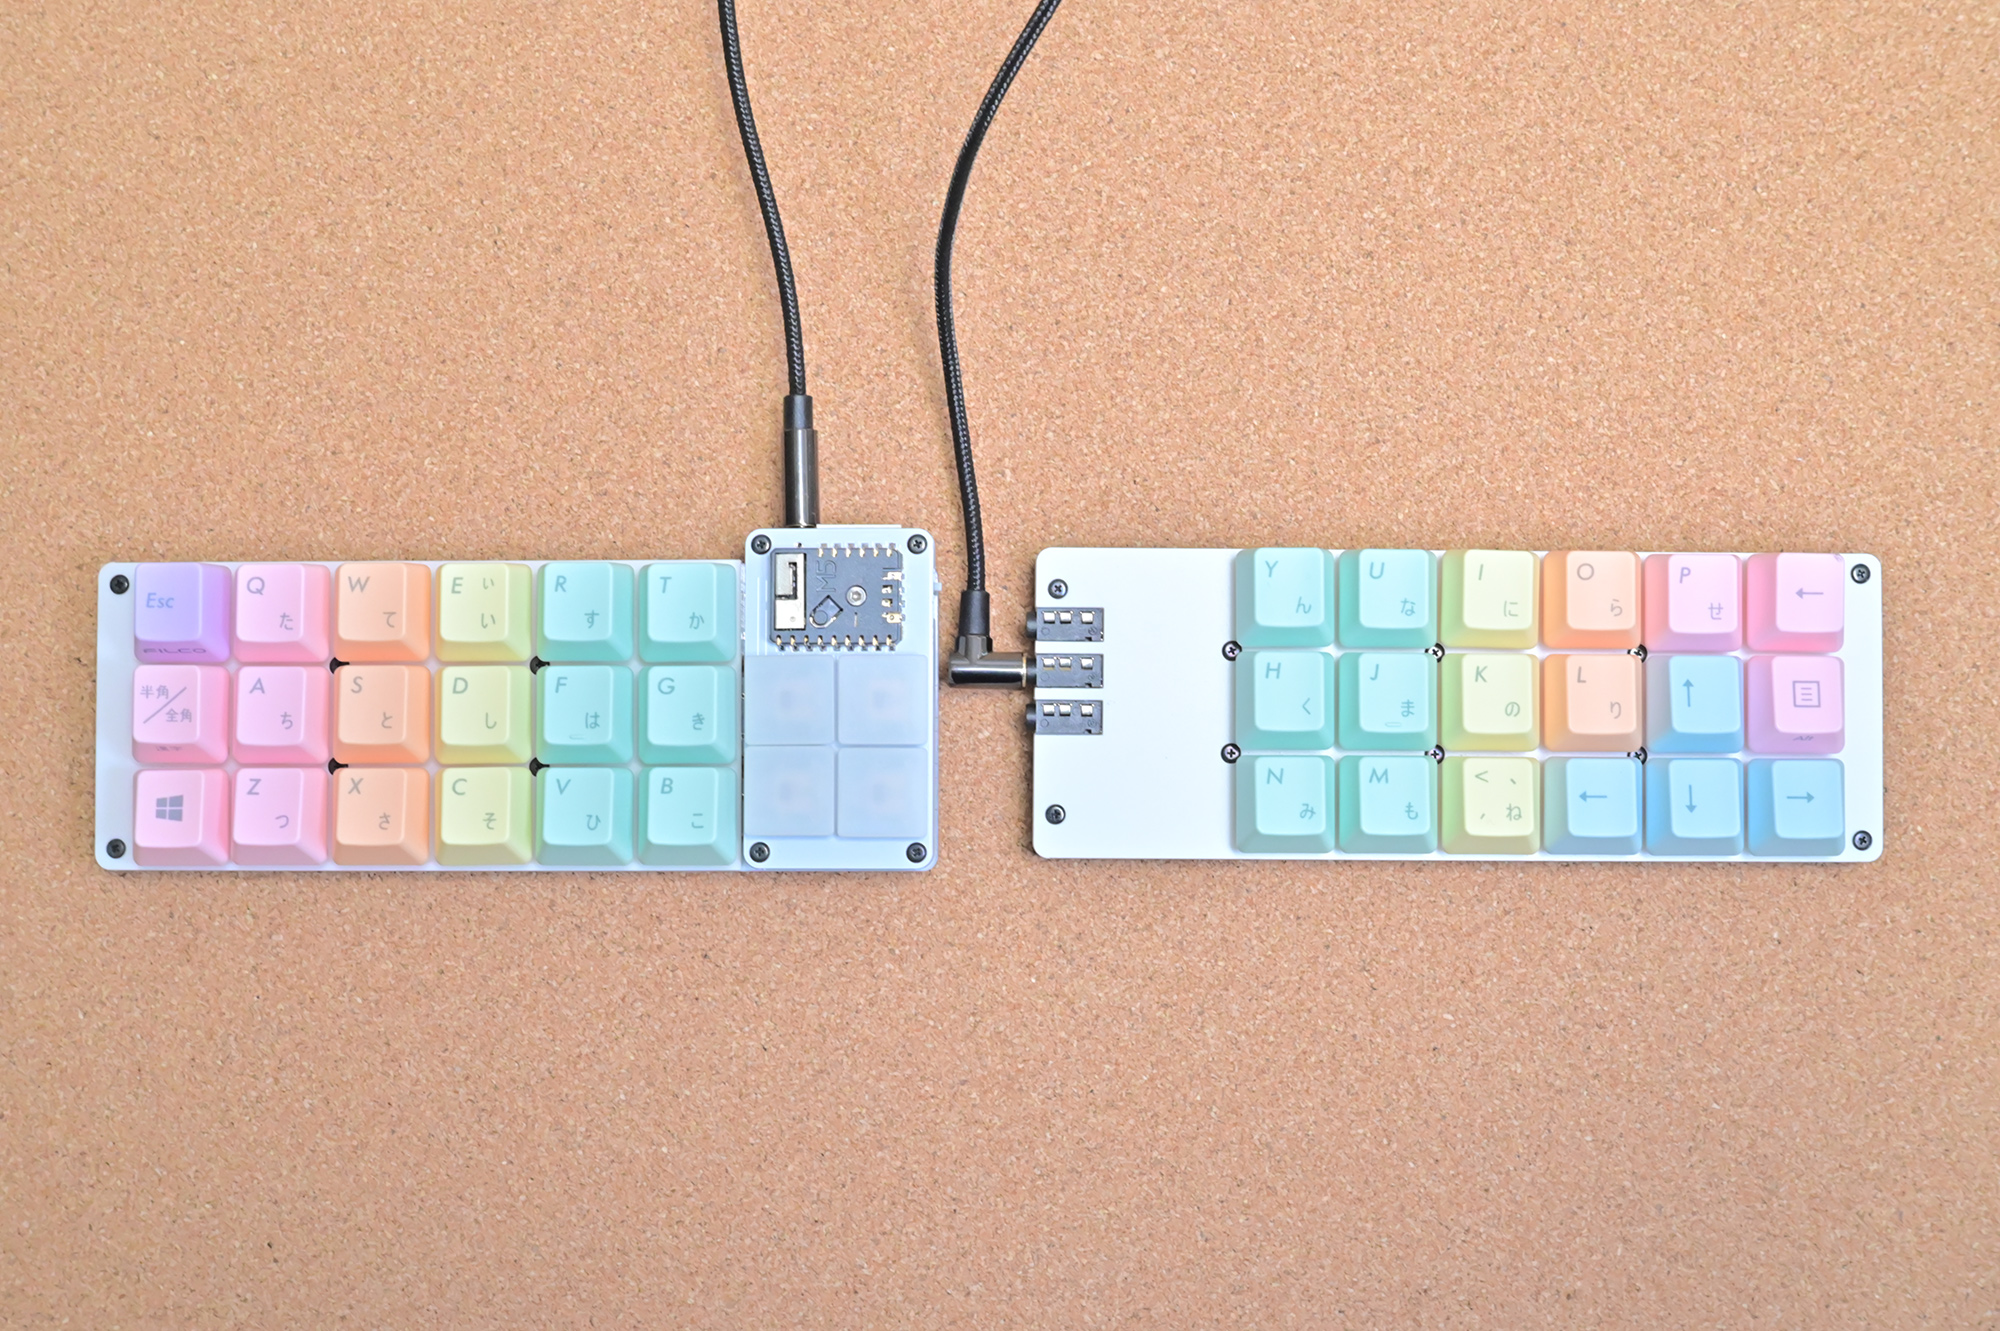 Esc FILCO
Q た
W て
E ぃ い
R す
T か
M5
Y ん
U な
I に
O ら
P せ
←
半角/全角
A ち
S と
D し
F は
G き
H く
J ま
K の
L り
↑
Z つ
X さ
C そ
V ひ
B こ
N み
M も
< 、 , ね
←
↓
→